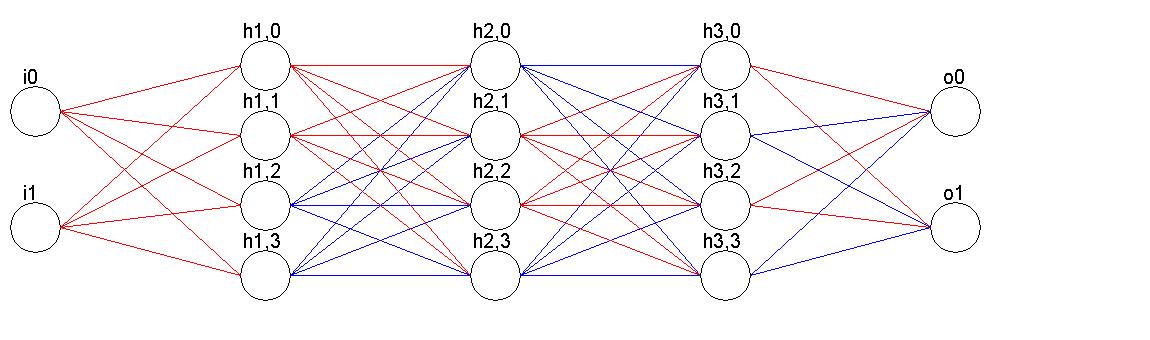 h1,0 h2,0 h3,0
i0 o0
h1,1 h2,1 h3,1
h1,2 h2,2 h3,2
i1 o1
h1,3 h2,3 h3,3